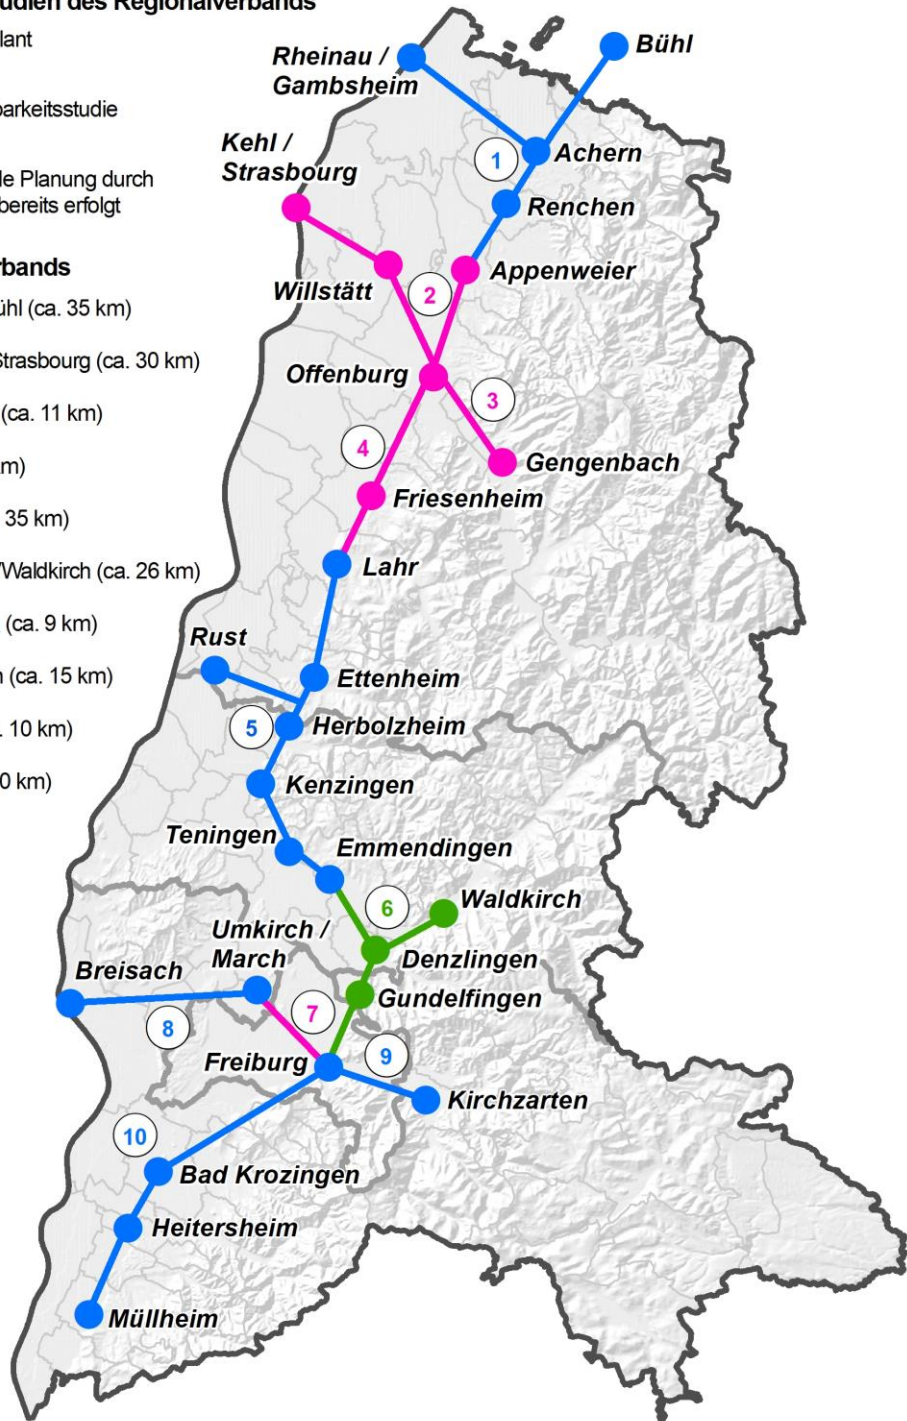 udien des Regionalverbands
lant
barkeitsstudie
le Planung durch
bereits erfolgt
rbands
ühl (ca. 35 km)
Strasbourg (ca. 30 km)
(ca. 11 km)
km)
35 km)
/Waldkirch (ca. 26 km)
(ca. 9 km)
n (ca. 15 km)
. 10 km)
0 km)
Bühl
Rheinau /
Gambsheim
Kehl /
Strasbourg
1
Achern
Renchen
Appenweier
Willstätt
2
Offenburg
3
4
Gengenbach
Friesenheim
Lahr
Rust
Ettenheim
5
Herbolzheim
Kenzingen
Teningen
Emmendingen
6
Waldkirch
Umkirch /
March
Denzlingen
Breisach
Gundelfingen
7
8
Freiburg
9
Kirchzarten
10
Bad Krozingen
Heitersheim
Müllheim